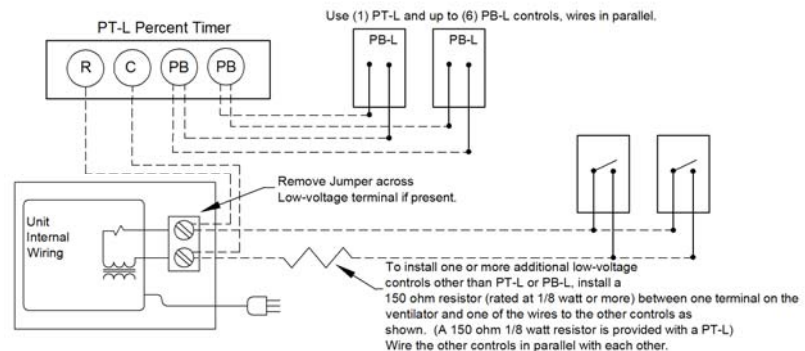 Use (1) PT-L and up to (6) PB-L controls, wires in parallel.
PT-L Percent Timer
R C PB PB
PB-L PB-L
Remove Jumper across
Low-voltage terminal if present.
Unit
Internal
Wiring
To install one or more additional low-voltage
controls other than PT-L or PB-L, install a
150 ohm resistor (rated at 1/8 watt or more) between one terminal on the
ventilator and one of the wires to the other controls as
shown. (A 150 ohm 1/8 watt resistor is provided with a PT-L)
Wire the other controls in parallel with each other.